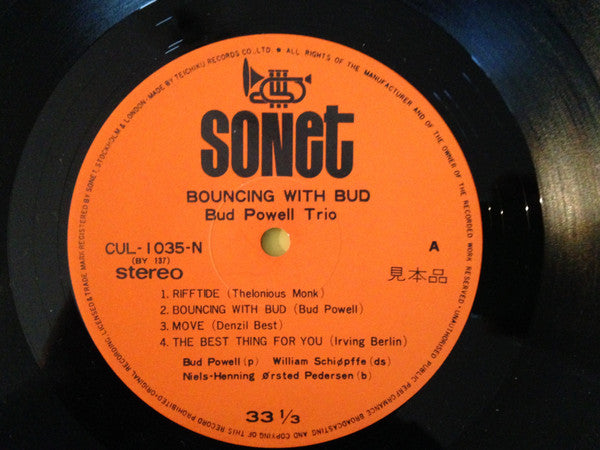 SONet
BOUNCING WITH BUD
Bud Powell Trio
CUL-1035-N
(BY 137)
stereo
A
見本品
1. RIFFTIDE (Thelonious Monk)
2. BOUNCING WITH BUD (Bud Powell)
3. MOVE (Denzil Best)
4. THE BEST THING FOR YOU (Irving Berlin)
Bud Powell(p) William Schiøpffe(ds)
Niels-Henning Ørsted Pedersen(b)
33 1/3
TRADE MARK REGISTERED BY SONET, STOCKHOLM & LONDON·MADE BY TEICHIKU RECORDS CO., LTD. ★ ALL RIGHTS OF THE MANUFACTURER AND OF THE OWNER OF THE RECORDED WORK RESERVED·UNAUTHORISED PUBLIC PERFORMANCE BROADCASTING AND COPYING OF THIS RECORD PROHIBITED·ORIGINAL RECORDING LICENSED &